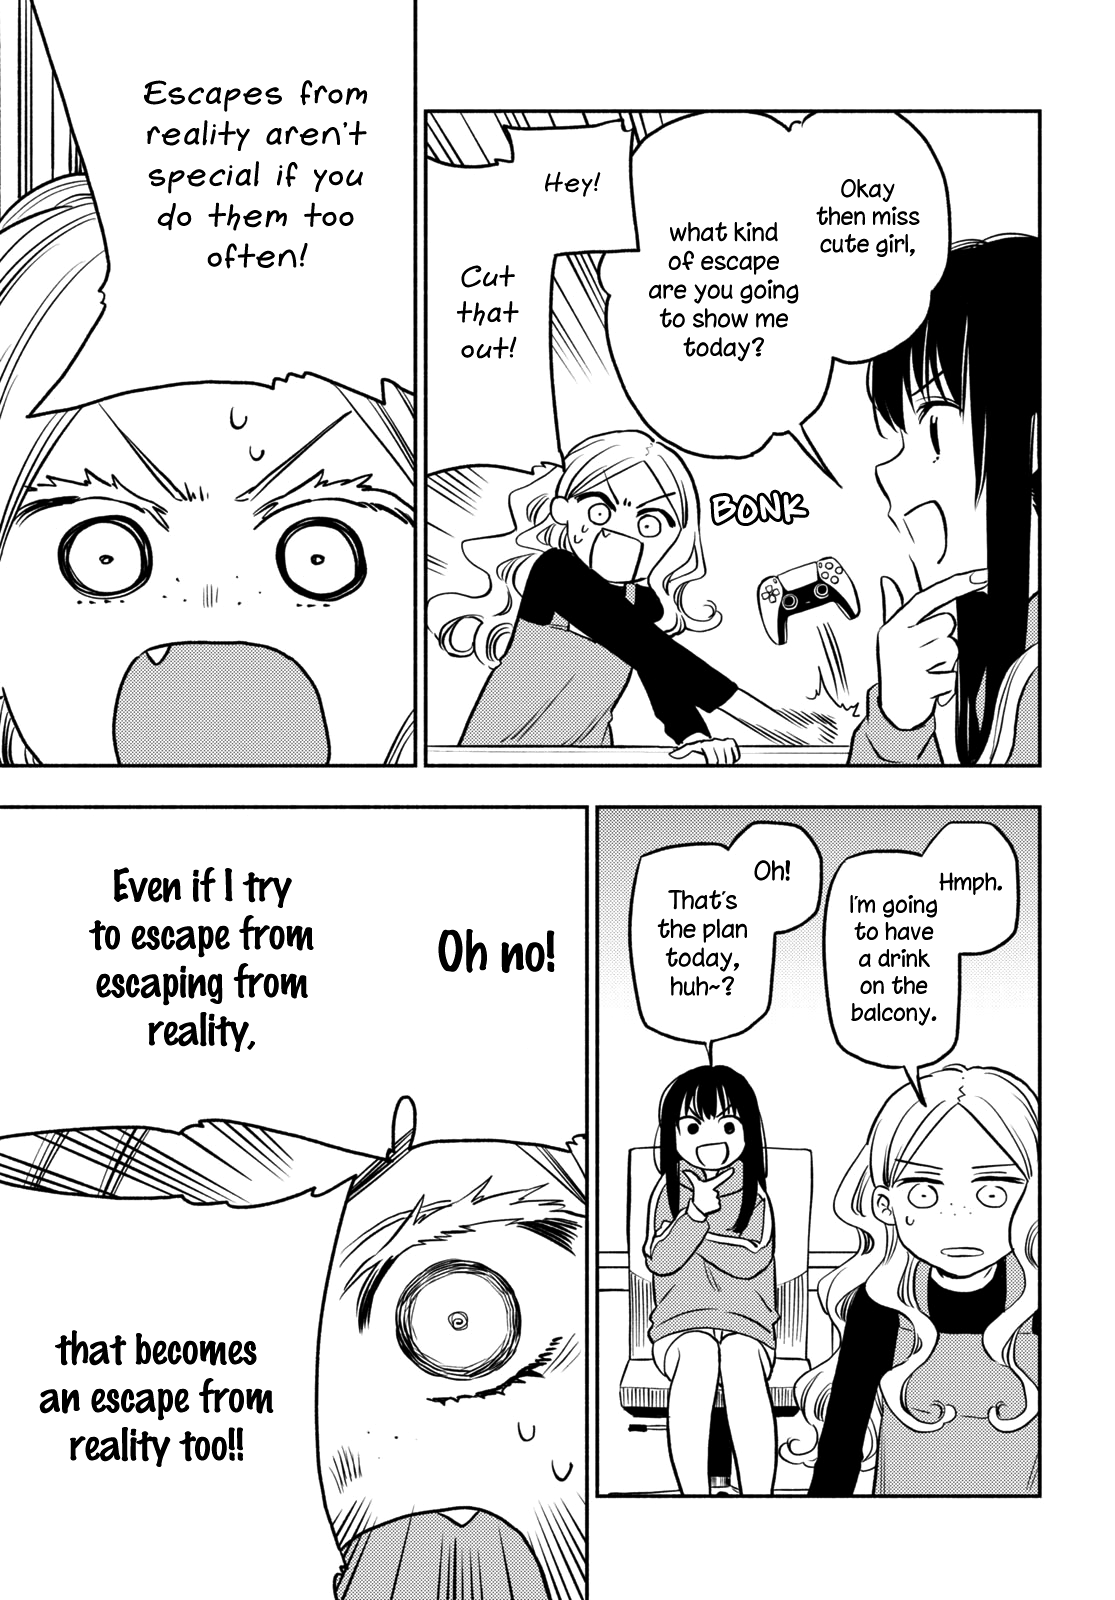 Okay
then miss
cute girl,
what kind
of escape
are you going
to show me
today?
BONK
Hey!
Cut
that
out!
Escapes from
reality aren't
special if you
do them too
often!
Hmph.
I'm going
to have
a drink
on the
balcony.
Oh!
That's
the plan
today,
huh~?
Oh no!
Even if I try
to escape from
escaping from
reality,
that becomes
an escape from
reality too!!